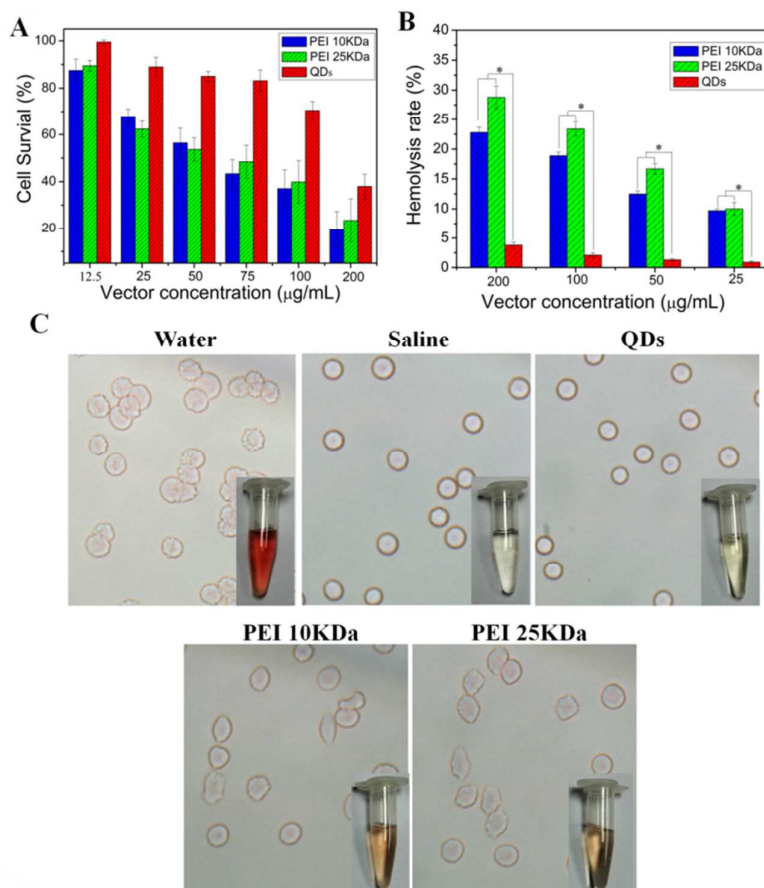 A
Cell Survial (%)
100
80
60
40
20
PEI 10KDa
PEI 25KDa
QDs
12.5 25 50 75 100 200
Vector concentration (μg/mL)
B
Hemolysis rate (%)
40
35
30
25
20
15
10
5
0
PEI 10KDa
PEI 25KDa
QDs
*
*
*
*
200 100 50 25
Vector concentration (μg/mL)
C
Water Saline QDs
PEI 10KDa PEI 25KDa